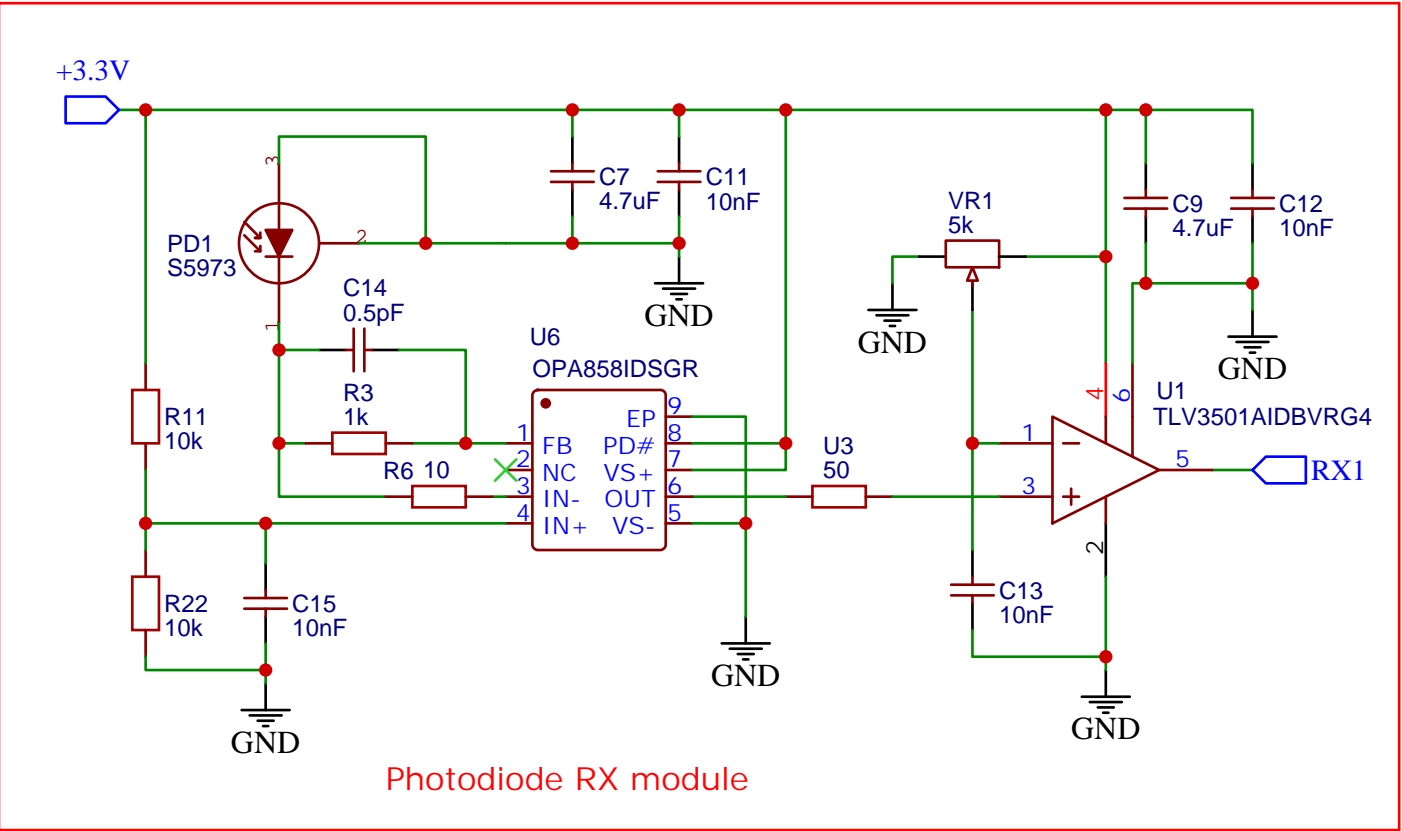 +3.3V
3
PD1
S5973
2
1
C7
4.7uF
C11
10nF
GND
C14
0.5pF
R3
1k
R6 10
R11
10k
R22
10k
C15
10nF
GND
U6
OPA858IDSGR
1
2
3
4
FB
NC
IN-
IN+
EP
PD#
VS+
OUT
VS-
9
8
7
6
5
GND
U3
50
VR1
5k
GND
C9
4.7uF
C12
10nF
GND
4
6
U1
TLV3501AIDBVRG4
1
3
5
2
RX1
C13
10nF
GND
Photodiode RX module